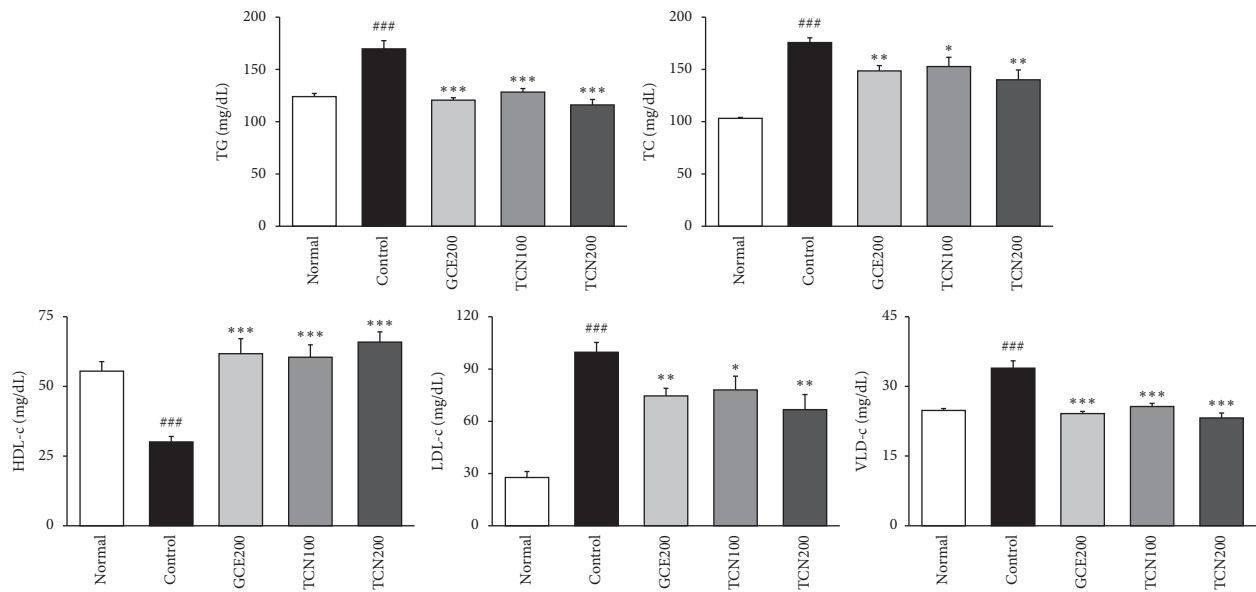 TG (mg/dL)
200
150
100
50
0
###
***
***
***
Normal
Control
GCE200
TCN100
TCN200
TC (mg/dL)
200
150
100
50
0
###
**
*
**
Normal
Control
GCE200
TCN100
TCN200
HDL-c (mg/dL)
75
50
25
0
###
***
***
***
Normal
Control
GCE200
TCN100
TCN200
LDL-c (mg/dL)
120
90
60
30
0
###
**
*
**
Normal
Control
GCE200
TCN100
TCN200
VLD-c (mg/dL)
45
30
15
0
###
***
***
***
Normal
Control
GCE200
TCN100
TCN200